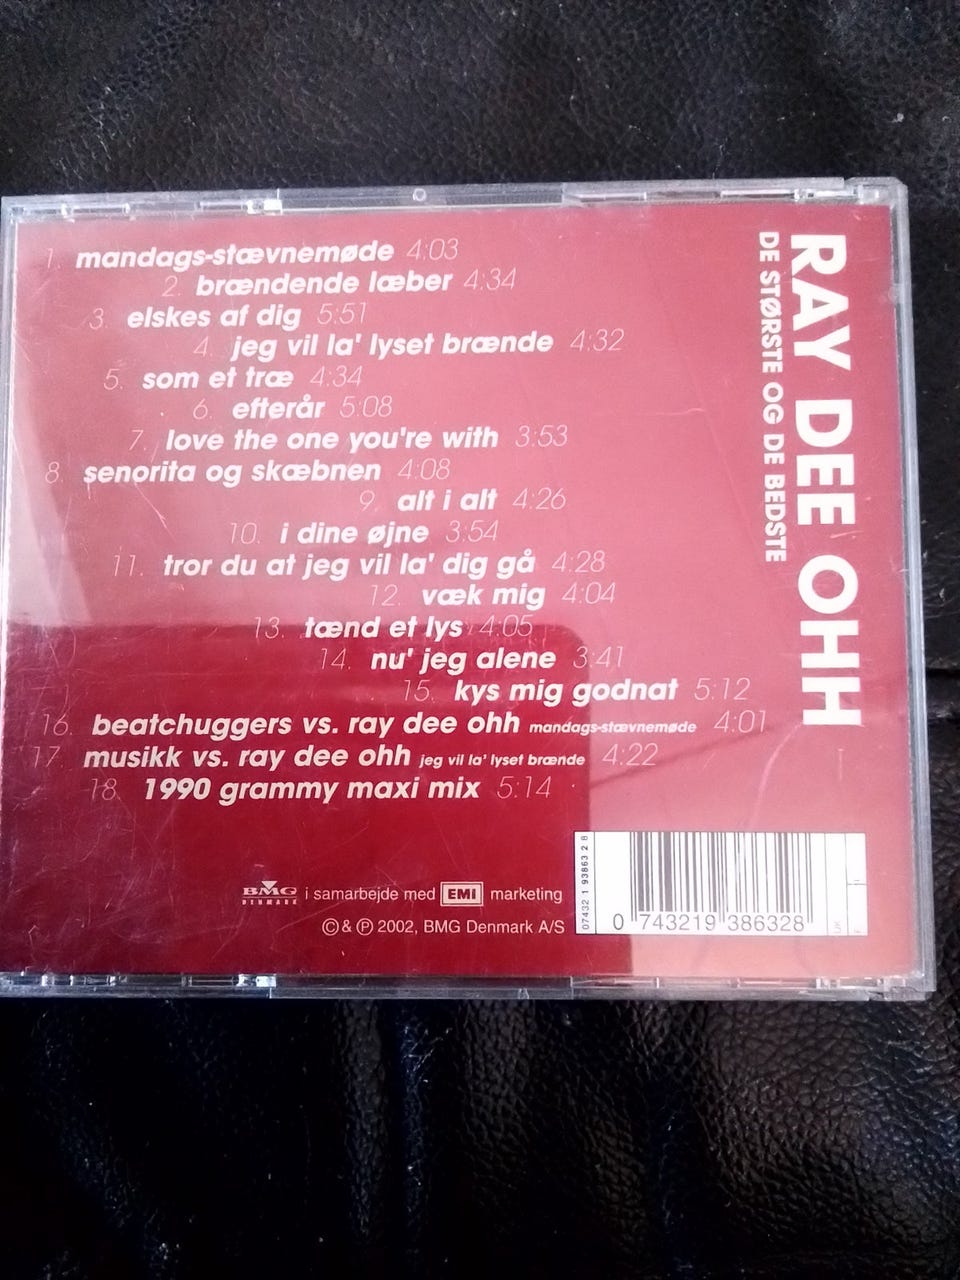 RAY DEE OHH
DE STØRSTE OG DE BEDSTE
1. mandags-stævnemøde 4:03
2. brændende læber 4:34
3. elskes af dig 5:51
4. jeg vil la' lyset brænde 4:32
5. som et træ 4:34
6. efterår 5:08
7. love the one you're with 3:53
8. senorita og skæbnen 4:08
9. alt i alt 4:26
10. i dine øjne 3:54
11. tror du at jeg vil la' dig gå 4:28
12. væk mig 4:04
13. tænd et lys 4:05
14. nu' jeg alene 3:41
15. kys mig godnat 5:12
16. beatchuggers vs. ray dee ohh mandags-stævnemøde 4:01
17. musikk vs. ray dee ohh jeg vil la' lyset brænde 4:22
18. 1990 grammy maxi mix 5:14
BMG DENMARK i samarbejde med EMI marketing
©&℗ 2002, BMG Denmark A/S
07432 1 93863 2 8
0 743219 386328
UK
F